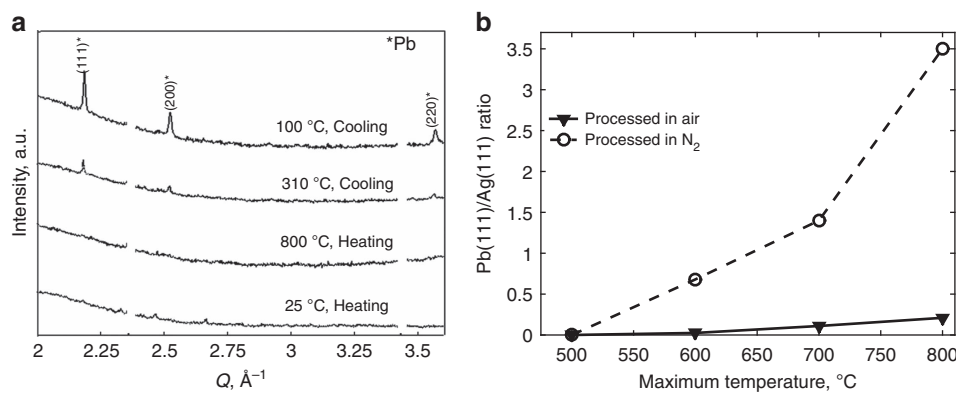 a
*Pb
(111)*
(200)*
(220)*
100 °C, Cooling
310 °C, Cooling
800 °C, Heating
25 °C, Heating
Intensity, a.u.
2 2.25 2.5 2.75 3 3.25 3.5
Q, Å⁻¹
b
Processed in air
Processed in N₂
Pb(111)/Ag(111) ratio
3.5
3
2.5
2
1.5
1
0.5
0
500 550 600 650 700 750 800
Maximum temperature, °C